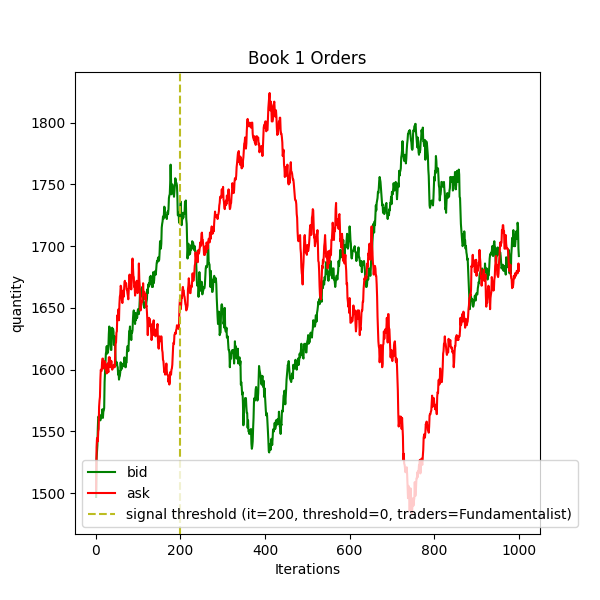 Book 1 Orders
quantity
1800
1750
1700
1650
1600
1550
1500
bid
ask
signal threshold (it=200, threshold=0, traders=Fundamentalist)
0 200 400 600 800 1000
Iterations